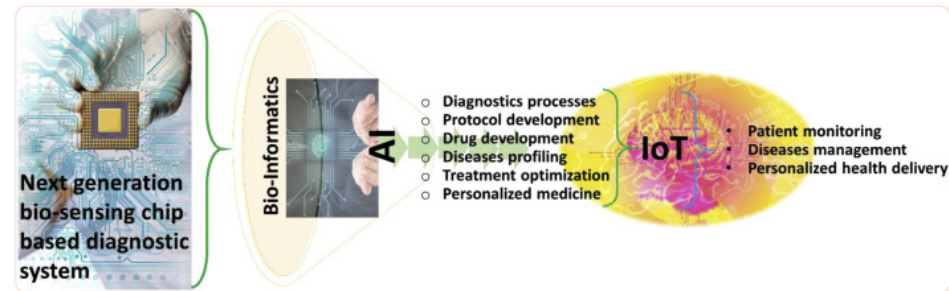 Next generation
bio-sensing chip
based diagnostic
system
Bio-Informatics
AI
○ Diagnostics processes
○ Protocol development
○ Drug development
○ Diseases profiling
○ Treatment optimization
○ Personalized medicine
IoT
• Patient monitoring
• Diseases management
• Personalized health delivery